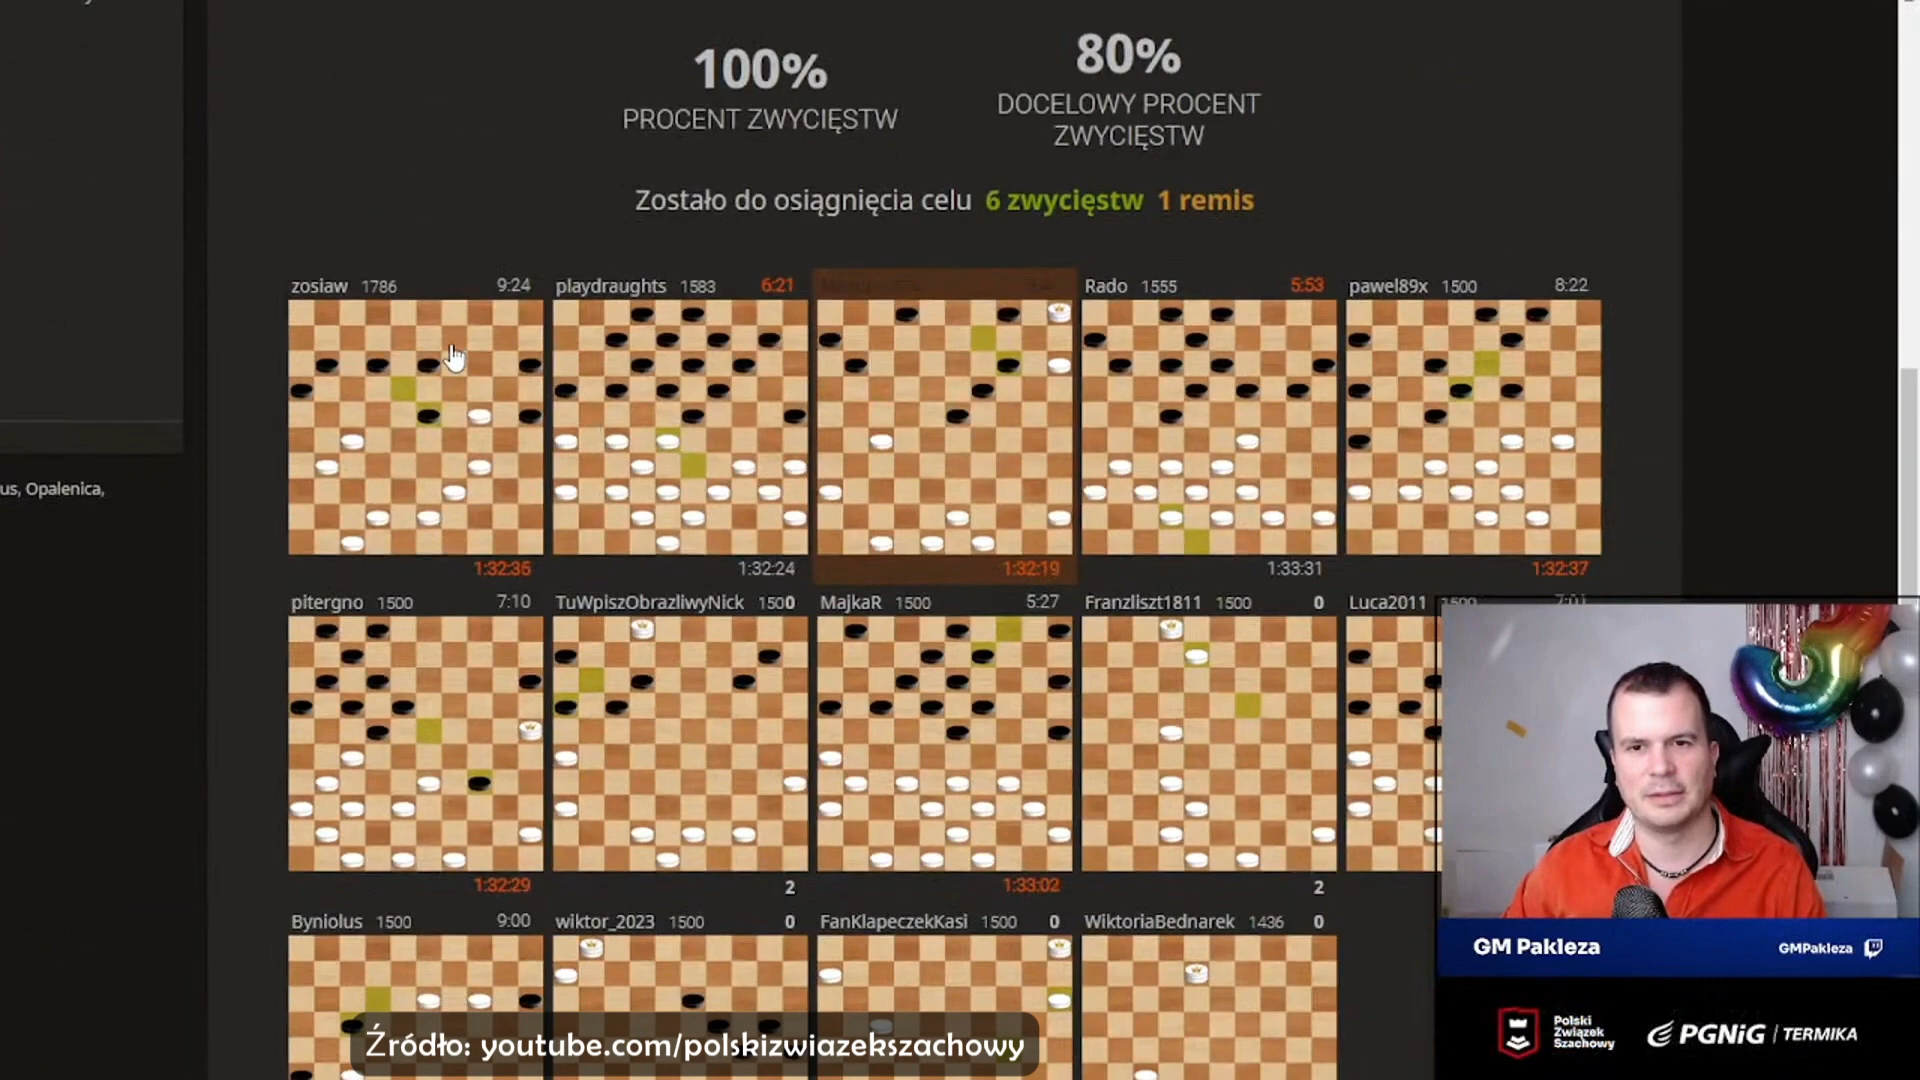 100%
PROCENT ZWYCIĘSTW
80%
DOCELOWY PROCENT
ZWYCIĘSTW
Zostało do osiągnięcia celu 6 zwycięstw 1 remis
zosiaw 1786 9:24
playdraughts 1583 6:21
Rado 1555 5:53
pawel89x 1500 8:22
us, Opalenica,
1:32:35
1:32:24
1:32:19
1:33:31
1:32:37
pitergno 1500 7:10
TuWpiszObrazliwyNick 1500
MajkaR 1500 5:27
Franzliszt1811 1500 0
Luca2011 1500 7:01
1:32:29
2
1:33:02
2
Byniolus 1500 9:00
wiktor_2023 1500 0
FanKlapeczekKasi 1500 0
WiktoriaBednarek 1436 0
GM Pakleza
GMPakleza
Polski
Związek
Szachowy
PGNiG | TERMIKA
Źródło: youtube.com/polskizwiazekszachowy